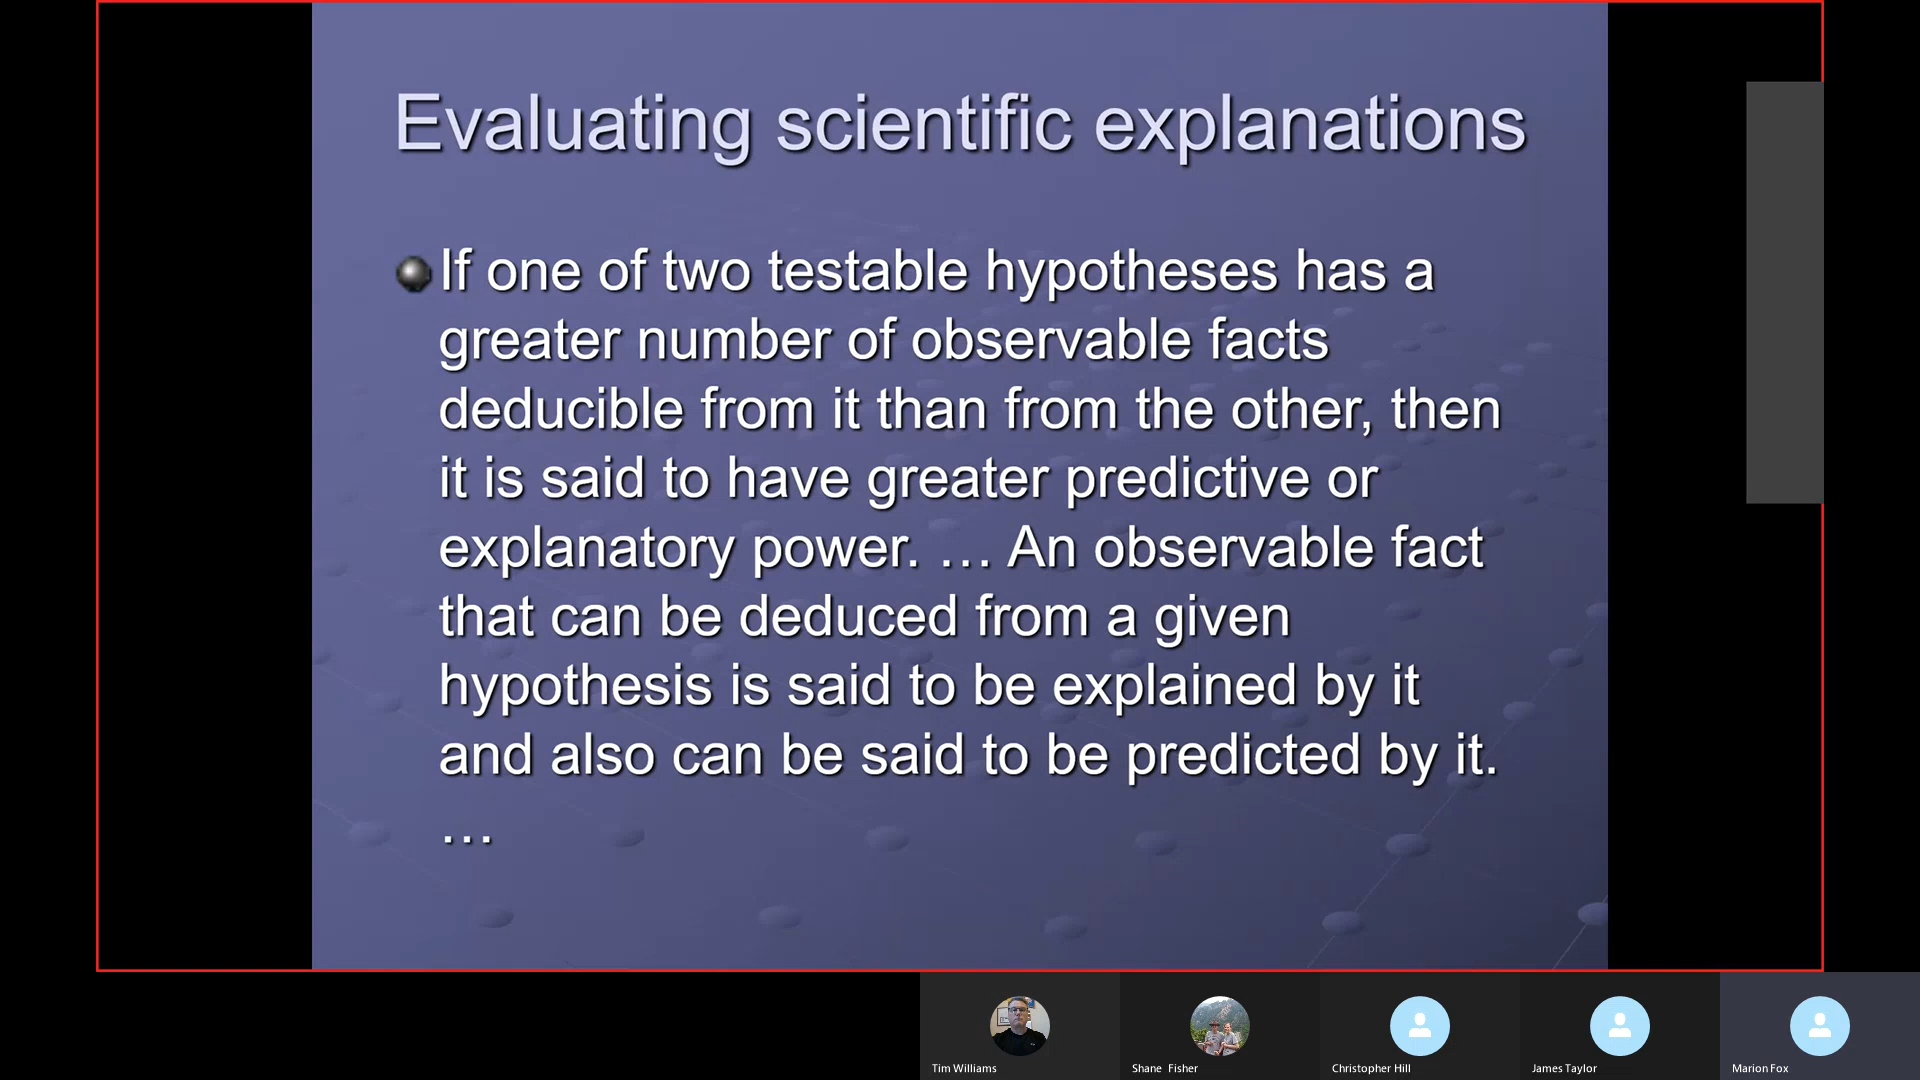 Evaluating scientific explanations
If one of two testable hypotheses has a
greater number of observable facts
deducible from it than from the other, then
it is said to have greater predictive or
explanatory power. … An observable fact
that can be deduced from a given
hypothesis is said to be explained by it
and also can be said to be predicted by it.
…
Tim Williams
Shane Fisher
Christopher Hill
James Taylor
Marion Fox